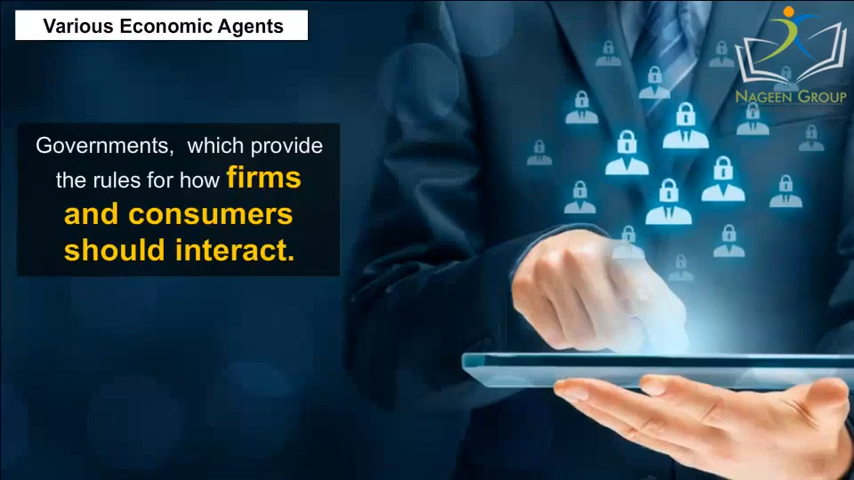 Various Economic Agents
NAGEEN GROUP
Governments, which provide
the rules for how firms
and consumers
should interact.